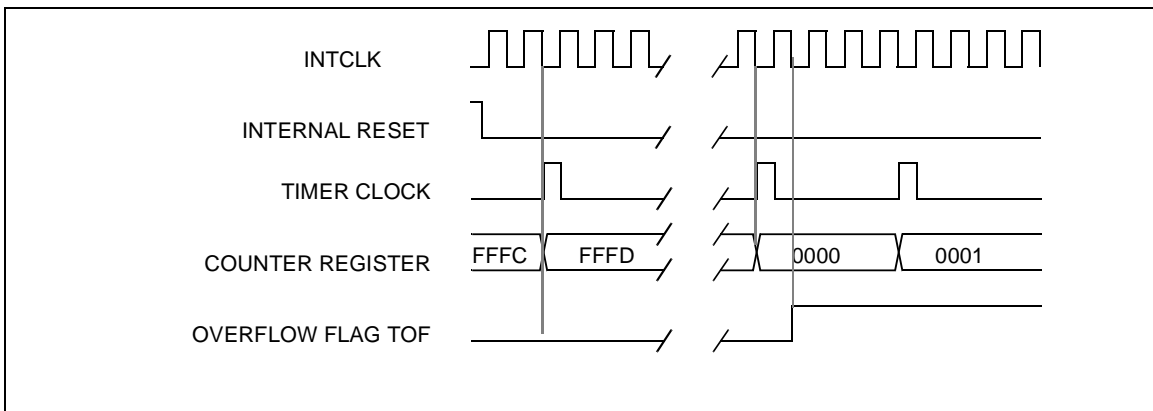 INTCLK
INTERNAL RESET
TIMER CLOCK
COUNTER REGISTER FFFC FFFD 0000 0001
OVERFLOW FLAG TOF